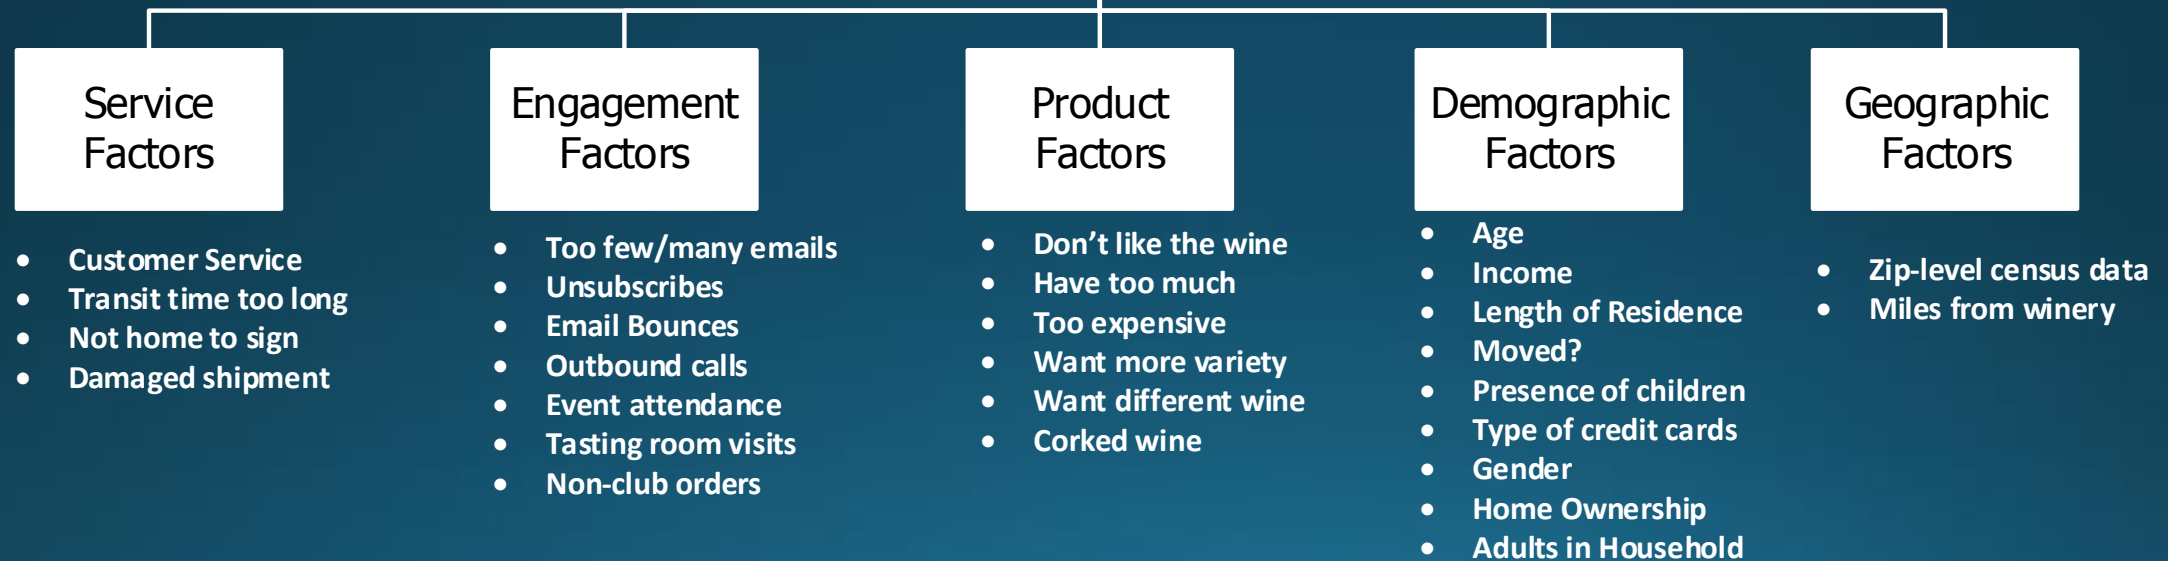 Service
Factors
• Customer Service
• Transit time too long
• Not home to sign
• Damaged shipment
Engagement
Factors
• Too few/many emails
• Unsubscribes
• Email Bounces
• Outbound calls
• Event attendance
• Tasting room visits
• Non-club orders
Product
Factors
• Don’t like the wine
• Have too much
• Too expensive
• Want more variety
• Want different wine
• Corked wine
Demographic
Factors
• Age
• Income
• Length of Residence
• Moved?
• Presence of children
• Type of credit cards
• Gender
• Home Ownership
• Adults in Household
Geographic
Factors
• Zip-level census data
• Miles from winery